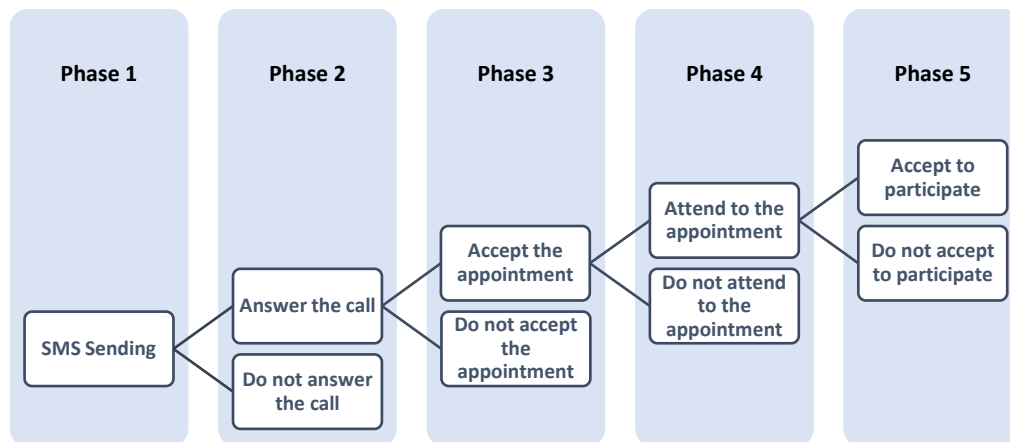 Phase 1
Phase 2
Phase 3
Phase 4
Phase 5
SMS Sending
Answer the call
Do not answer
the call
Accept the
appointment
Do not accept
the
appointment
Attend to the
appointment
Do not attend
to the
appointment
Accept to
participate
Do not accept
to participate